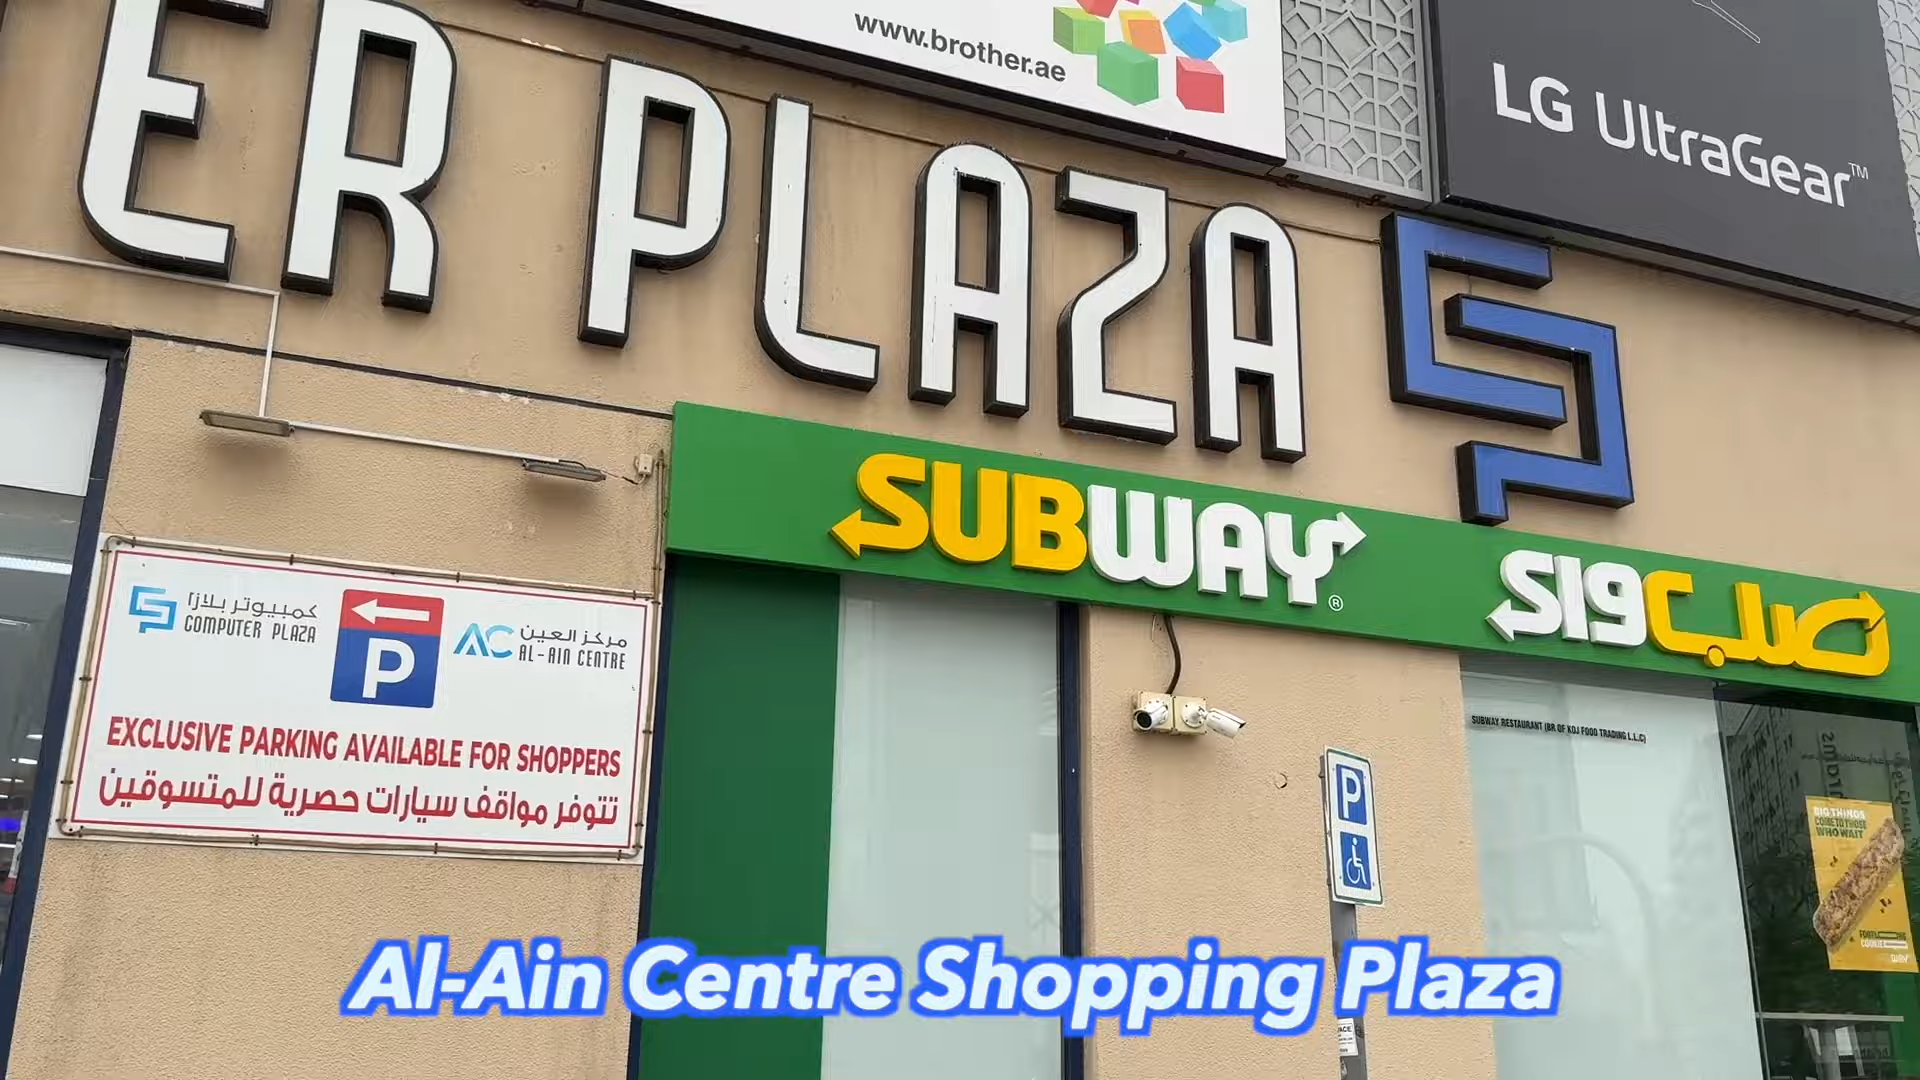 www.brother.ae
LG UltraGear™
ER PLAZA
SUBWAY®
صب واي
كمبيوتر بلازا
COMPUTER PLAZA
P
AC
مركز العين
AL-AIN CENTRE
EXCLUSIVE PARKING AVAILABLE FOR SHOPPERS
تتوفر مواقف سيارات حصرية للمتسوقين
SUBWAY RESTAURANT (BR OF KOJ FOOD TRADING L.L.C)
P
BIG THINGS
COME TO THOSE
WHO WAIT
Al-Ain Centre Shopping Plaza